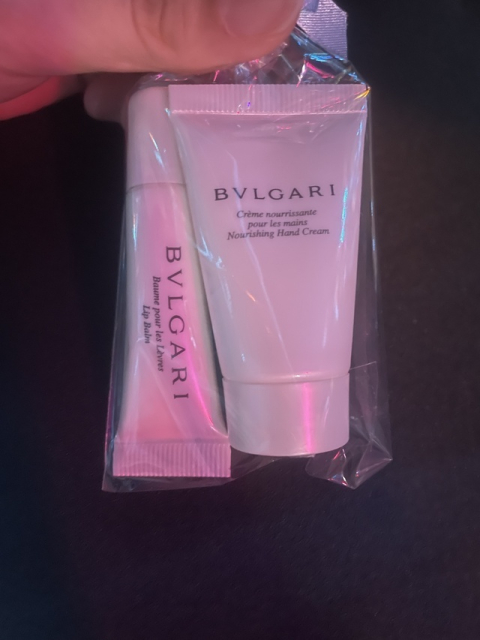 BVLGARI
Crème nourrissante
pour les mains
Nourishing Hand Cream
BVLGARI
Baume pour les Lèvres
Lip Balm